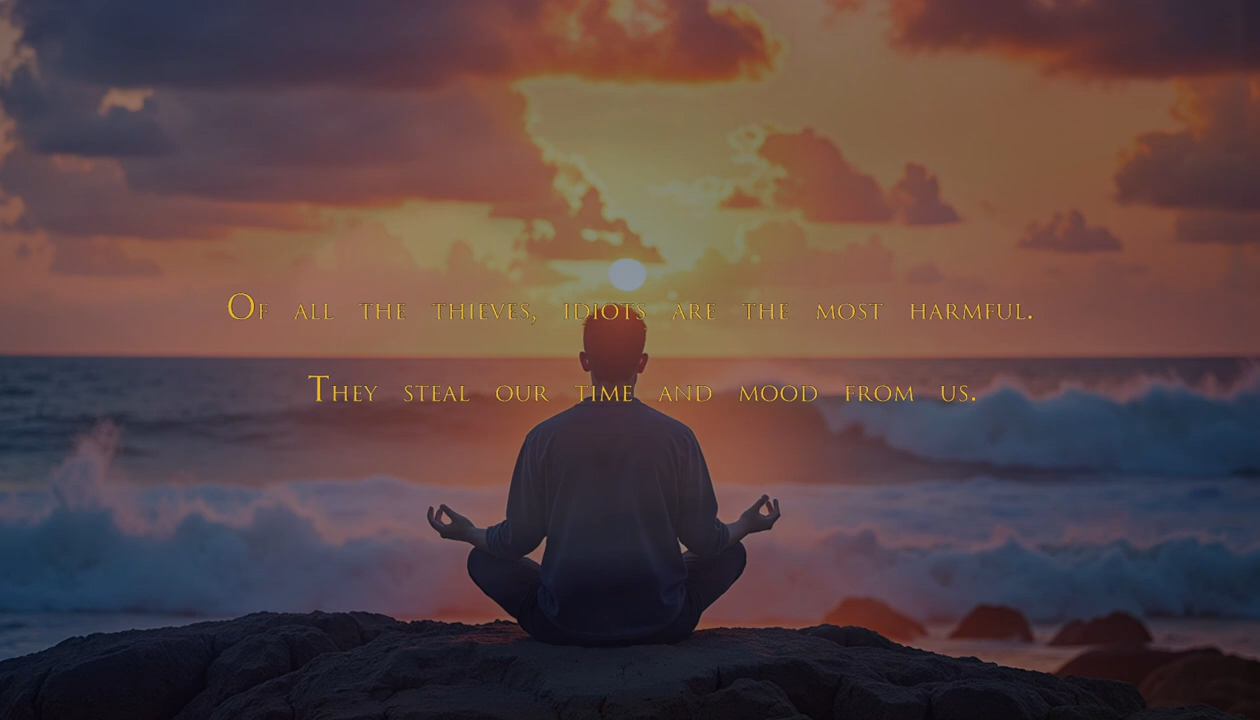 Of all the thieves, idiots are the most harmful.
They steal our time and mood from us.